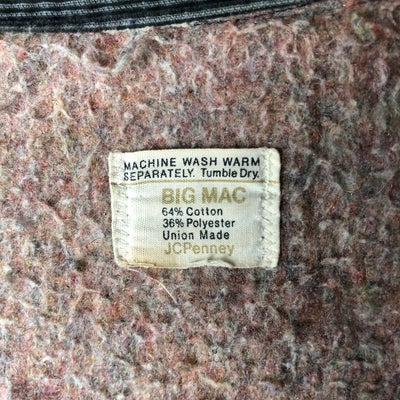 MACHINE WASH WARM
SEPARATELY. Tumble Dry.
BIG MAC
64% Cotton
36% Polyester
Union Made
JCPenney